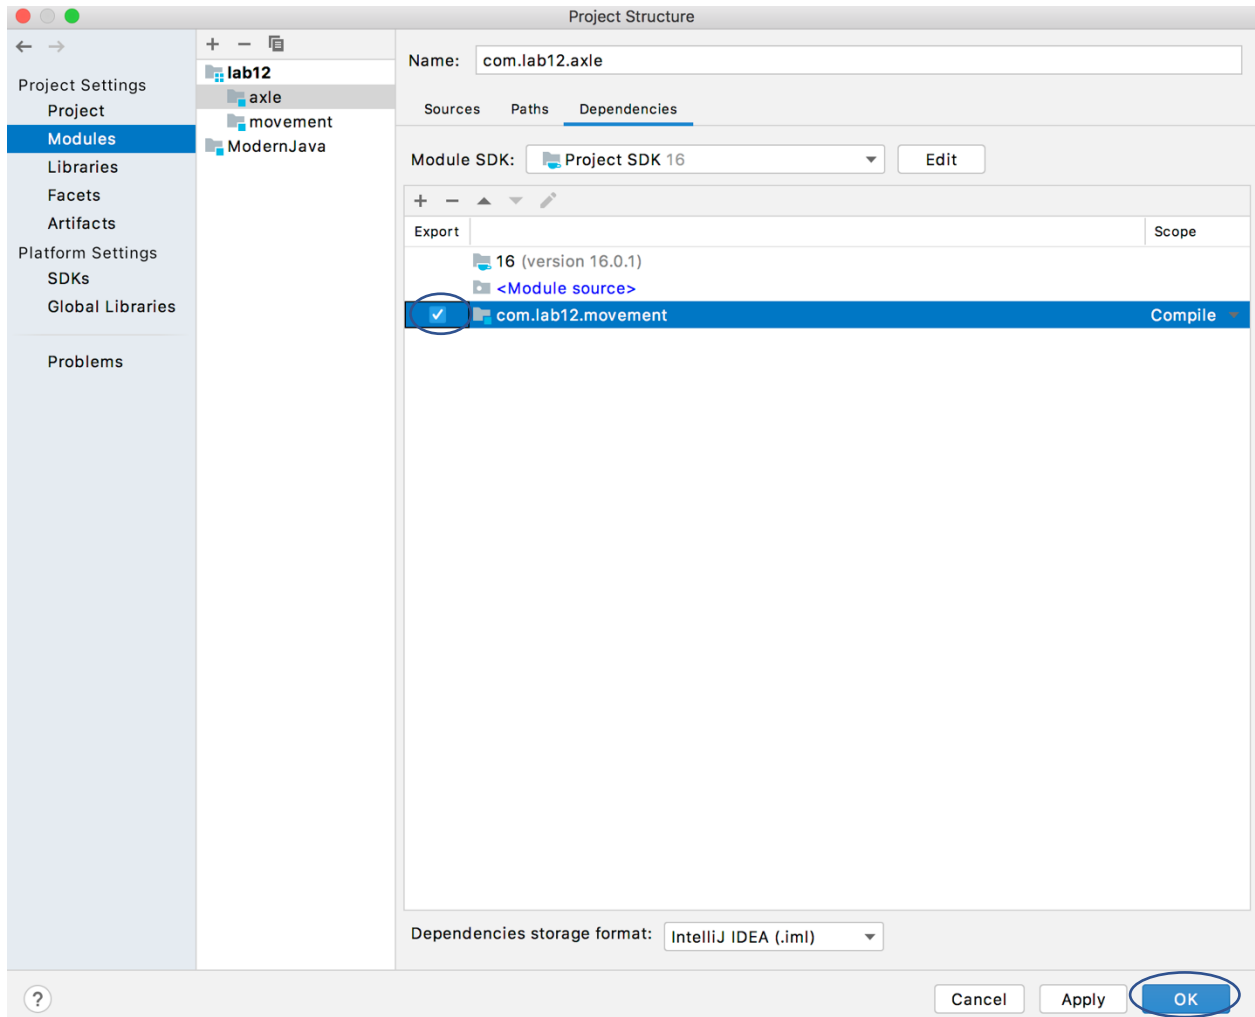 Project Structure
Project Settings
Project
Modules
Libraries
Facets
Artifacts
Platform Settings
SDKs
Global Libraries
Problems
lab12
axle
movement
ModernJava
Name: com.lab12.axle
Sources Paths Dependencies
Module SDK: Project SDK 16 Edit
Export Scope
16 (version 16.0.1)
<Module source>
com.lab12.movement Compile
Dependencies storage format: IntelliJ IDEA (.iml)
? Cancel Apply OK